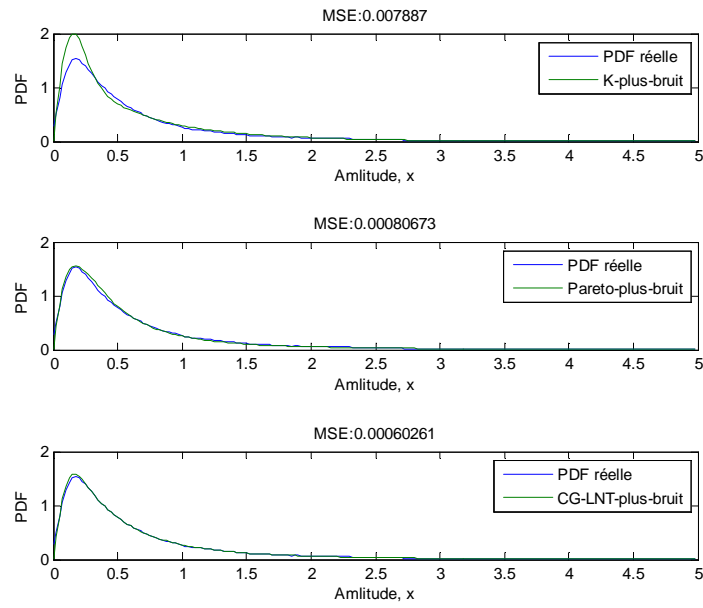 MSE:0.007887
PDF
2
1
0
PDF réelle
K-plus-bruit
0 0.5 1 1.5 2 2.5 3 3.5 4 4.5 5
Amlitude, x
MSE:0.00080673
PDF
2
1
0
PDF réelle
Pareto-plus-bruit
0 0.5 1 1.5 2 2.5 3 3.5 4 4.5 5
Amlitude, x
MSE:0.00060261
PDF
2
1
0
PDF réelle
CG-LNT-plus-bruit
0 0.5 1 1.5 2 2.5 3 3.5 4 4.5 5
Amlitude, x